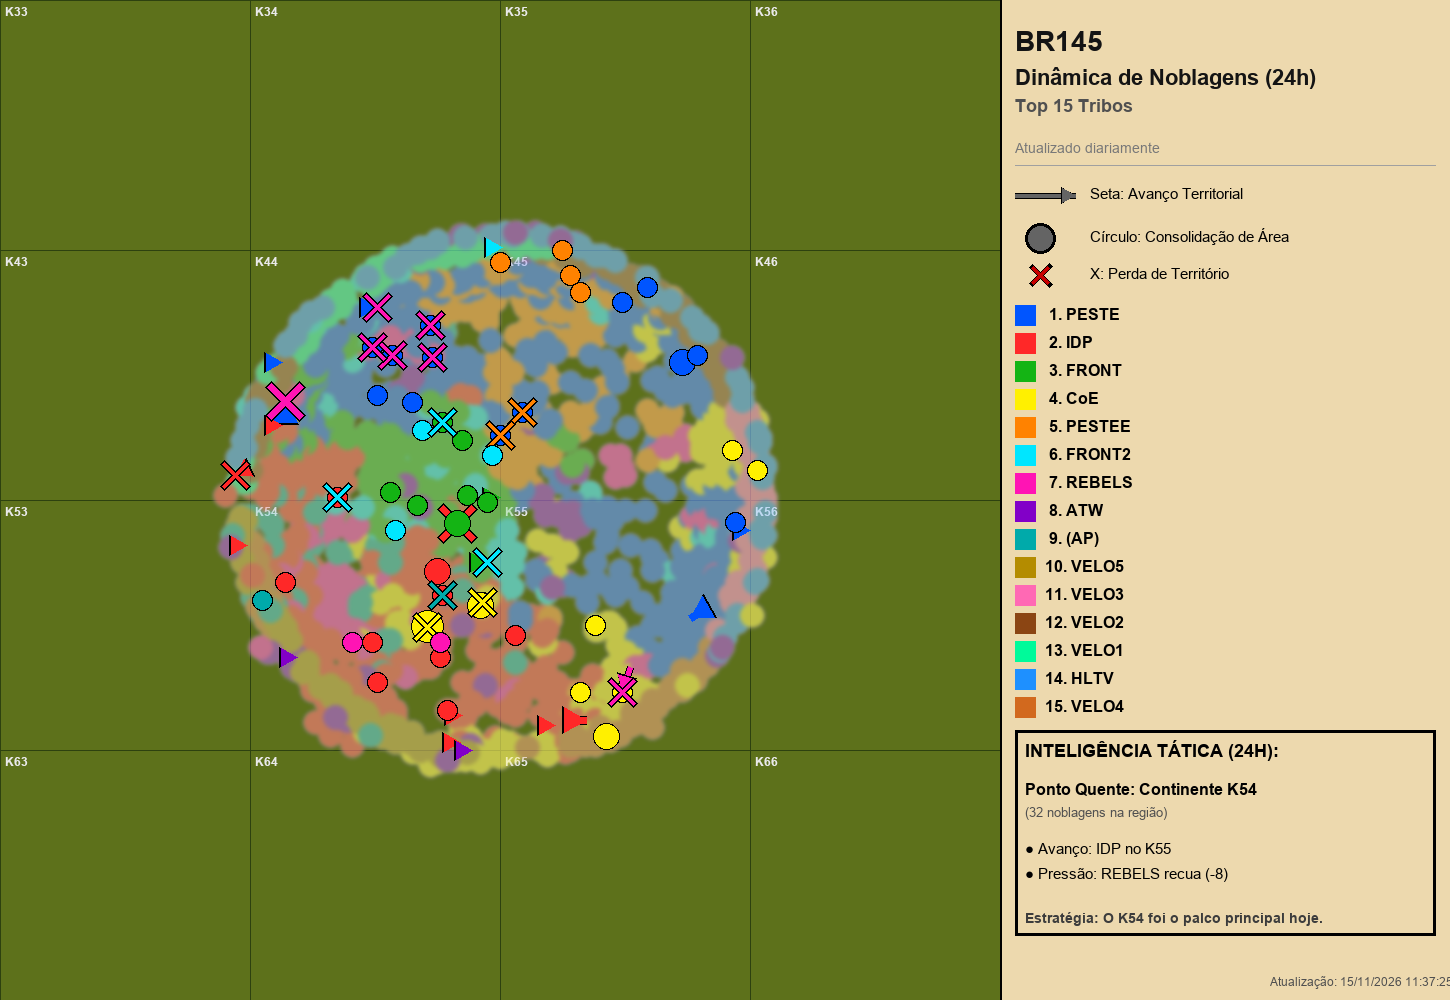 K33
K34
K35
K36
K43
K44
K45
K46
K53
K54
K55
K56
K63
K64
K65
K66
BR145
Dinâmica de Noblagens (24h)
Top 15 Tribos
Atualizado diariamente
Seta: Avanço Territorial
Círculo: Consolidação de Área
X: Perda de Território
1. PESTE
2. IDP
3. FRONT
4. CoE
5. PESTEE
6. FRONT2
7. REBELS
8. ATW
9. (AP)
10. VELO5
11. VELO3
12. VELO2
13. VELO1
14. HLTV
15. VELO4
INTELIGÊNCIA TÁTICA (24H):
Ponto Quente: Continente K54
(32 noblagens na região)
● Avanço: IDP no K55
● Pressão: REBELS recua (-8)
Estratégia: O K54 foi o palco principal hoje.
Atualização: 15/11/2026 11:37:25